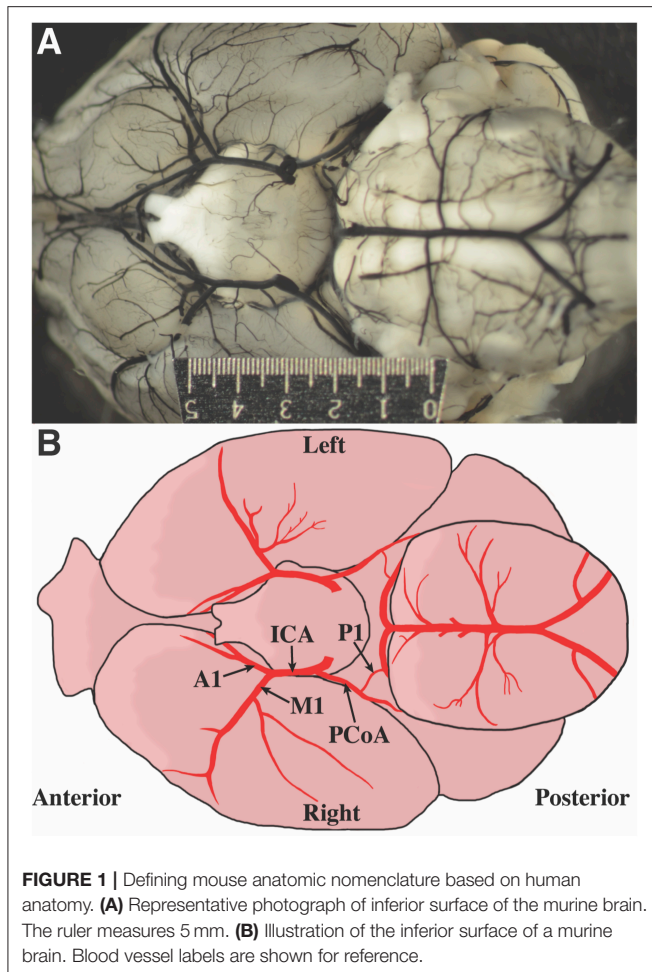 A
5 4 3 2 1 0
B
Left
ICA P1
A1
M1
PCoA
Anterior Posterior
Right
FIGURE 1 | Defining mouse anatomic nomenclature based on human
anatomy. (A) Representative photograph of inferior surface of the murine brain.
The ruler measures 5 mm. (B) Illustration of the inferior surface of a murine
brain. Blood vessel labels are shown for reference.